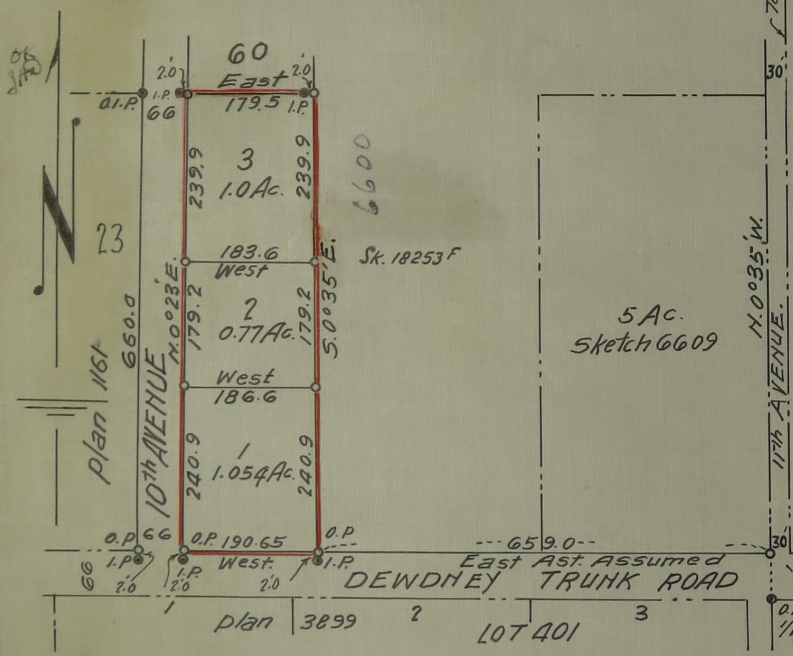 60
2.0'
2.0'
East
30'
O.I.P.
I.P.
179.5
I.P.
66
239.9
3
1.0 Ac.
239.9
6600
23
183.6
West
Sk. 18253F
660.0
10th AVENUE
N.0°23'E.
179.2
2
0.77 Ac.
179.2
S.0°35'E.
5 Ac.
Sketch 6609
N.0°35'W.
11th AVENUE.
Plan 1161
West
186.6
240.9
1
1.054 Ac.
240.9
O.P.
66
O.P.
190.65
O.P
659.0
30
I.P.
I.P.
West.
I.P.
East Ast. Assumed
66
2.0
2.0
2.0
DEWDNEY TRUNK ROAD
1
2
3
Plan 3899
LOT 401